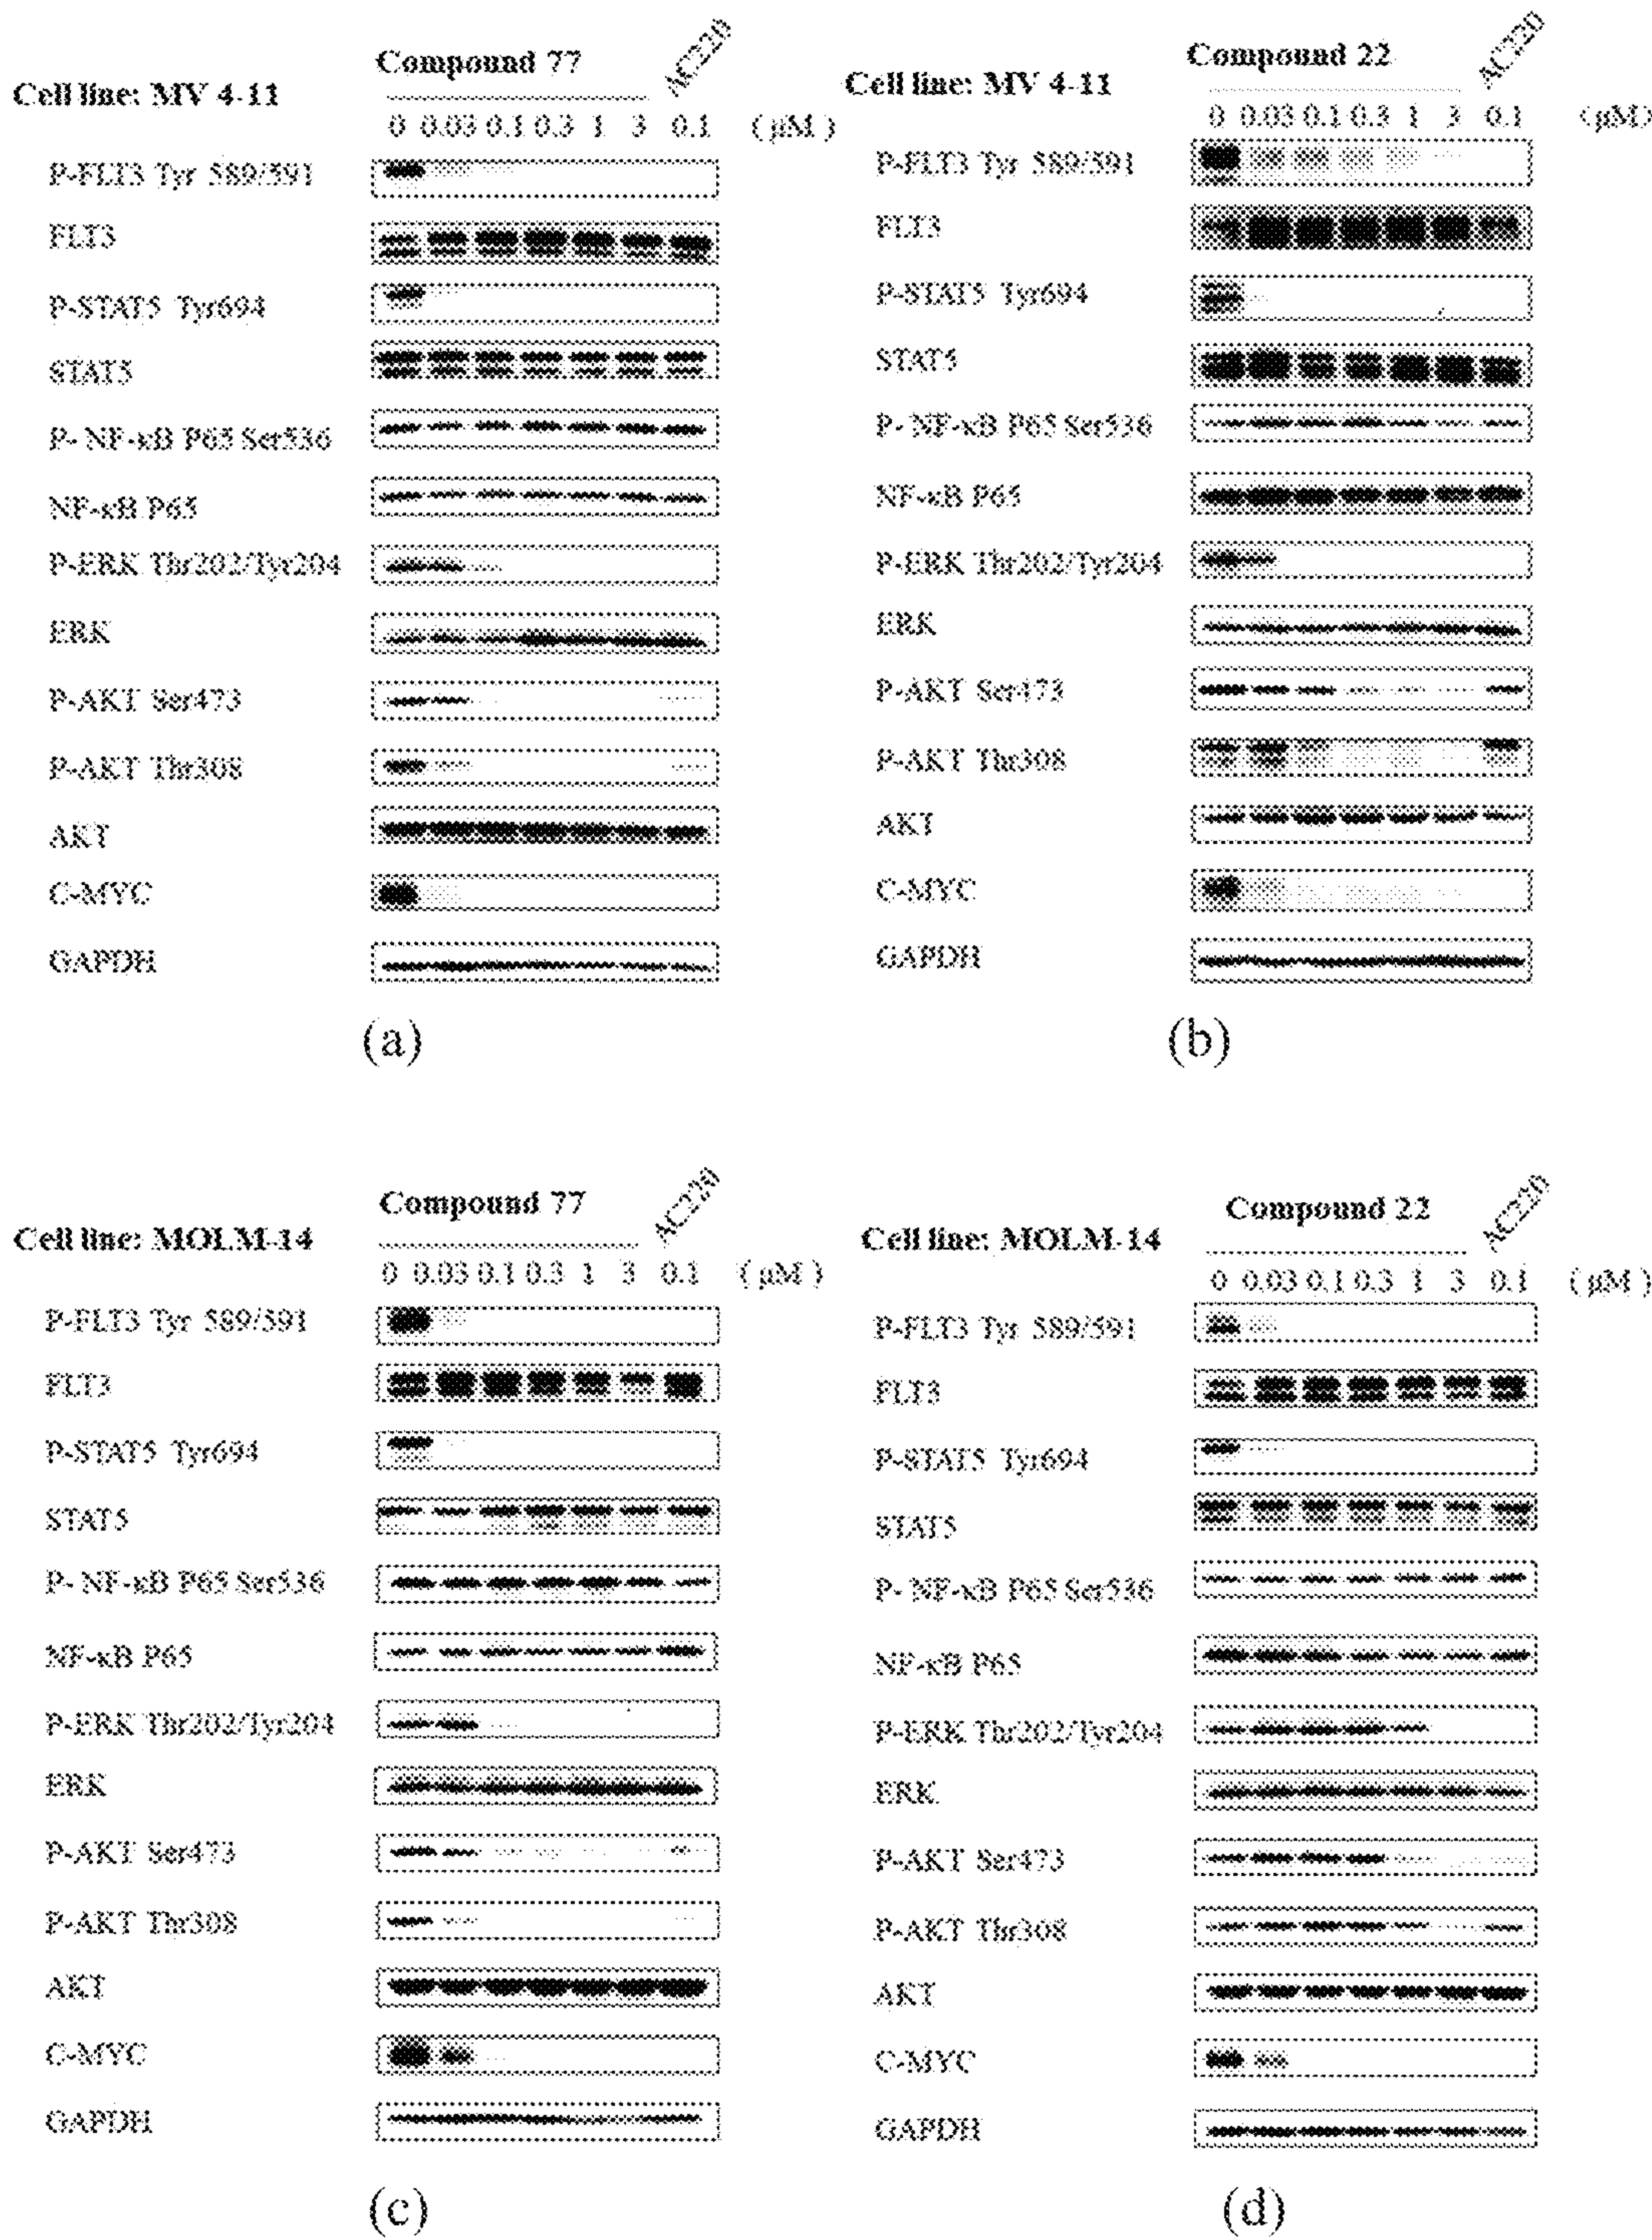 Compound 77 AC220
Cell line: MV 4-11
0 0.03 0.1 0.3 1 3 0.1 (μM)
P-FLT3 Tyr 589/591
FLT3
P-STAT5 Tyr694
STAT5
P- NF-κB P65 Ser536
NF-κB P65
P-ERK Thr202/Tyr204
ERK
P-AKT Ser473
P-AKT Thr308
AKT
C-MYC
GAPDH
(a)
Compound 22 AC220
Cell line: MV 4-11
0 0.03 0.1 0.3 1 3 0.1 (μM)
P-FLT3 Tyr 589/591
FLT3
P-STAT5 Tyr694
STAT5
P- NF-κB P65 Ser536
NF-κB P65
P-ERK Thr202/Tyr204
ERK
P-AKT Ser473
P-AKT Thr308
AKT
C-MYC
GAPDH
(b)
Compound 77 AC220
Cell line: MOLM-14
0 0.03 0.1 0.3 1 3 0.1 (μM)
P-FLT3 Tyr 589/591
FLT3
P-STAT5 Tyr694
STAT5
P- NF-κB P65 Ser536
NF-κB P65
P-ERK Thr202/Tyr204
ERK
P-AKT Ser473
P-AKT Thr308
AKT
C-MYC
GAPDH
(c)
Compound 22 AC220
Cell line: MOLM-14
0 0.03 0.1 0.3 1 3 0.1 (μM)
P-FLT3 Tyr 589/591
FLT3
P-STAT5 Tyr694
STAT5
P- NF-κB P65 Ser536
NF-κB P65
P-ERK Thr202/Tyr204
ERK
P-AKT Ser473
P-AKT Thr308
AKT
C-MYC
GAPDH
(d)